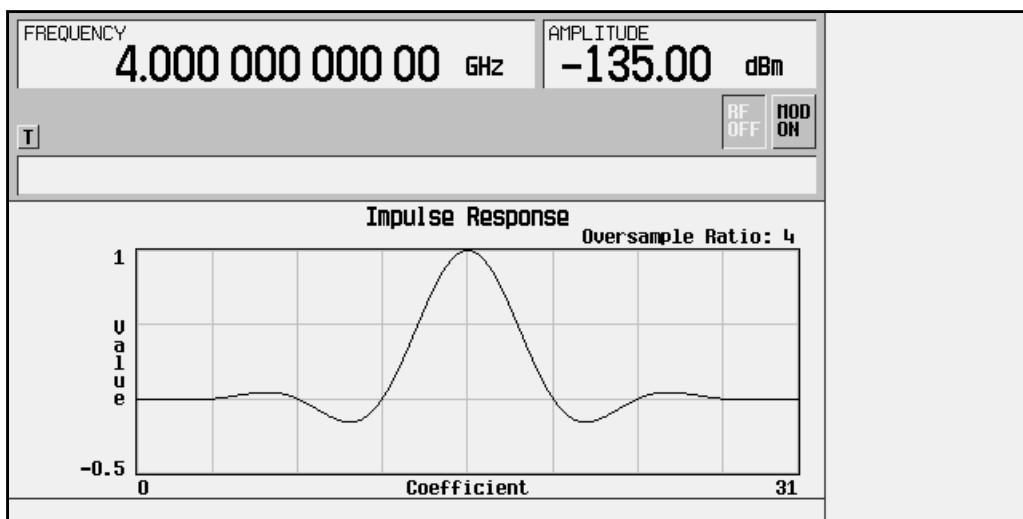 FREQUENCY
4.000 000 000 00 GHz
AMPLITUDE
-135.00 dBm
RF
OFF
MOD
ON
T
Impulse Response
Oversample Ratio: 4
1
Value
-0.5
0
Coefficient
31